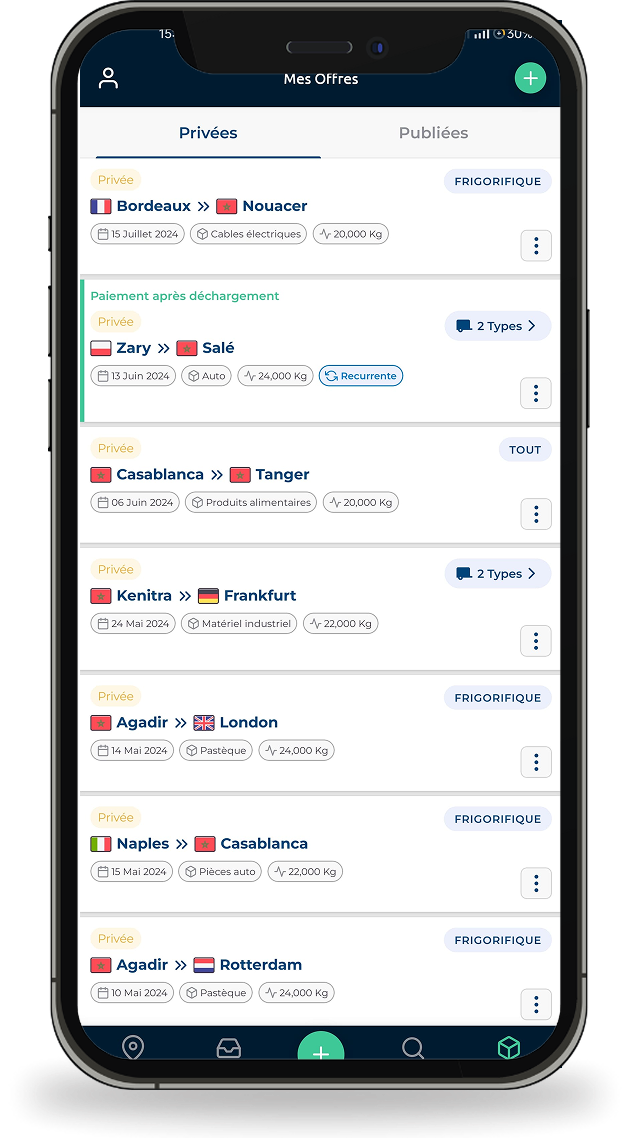 30%
Mes Offres
Privées Publiées
Privée FRIGORIFIQUE
Bordeaux >> Nouacer
15 Juillet 2024 Cables électriques 20,000 Kg
Paiement après déchargement
Privée 2 Types >
Zary >> Salé
13 Juin 2024 Auto 24,000 Kg Recurrente
Privée TOUT
Casablanca >> Tanger
06 Juin 2024 Produits alimentaires 20,000 Kg
Privée 2 Types >
Kenitra >> Frankfurt
24 Mai 2024 Matériel industriel 22,000 Kg
Privée FRIGORIFIQUE
Agadir >> London
14 Mai 2024 Pastèque 24,000 Kg
Privée FRIGORIFIQUE
Naples >> Casablanca
15 Mai 2024 Pièces auto 22,000 Kg
Privée FRIGORIFIQUE
Agadir >> Rotterdam
10 Mai 2024 Pastèque 24,000 Kg